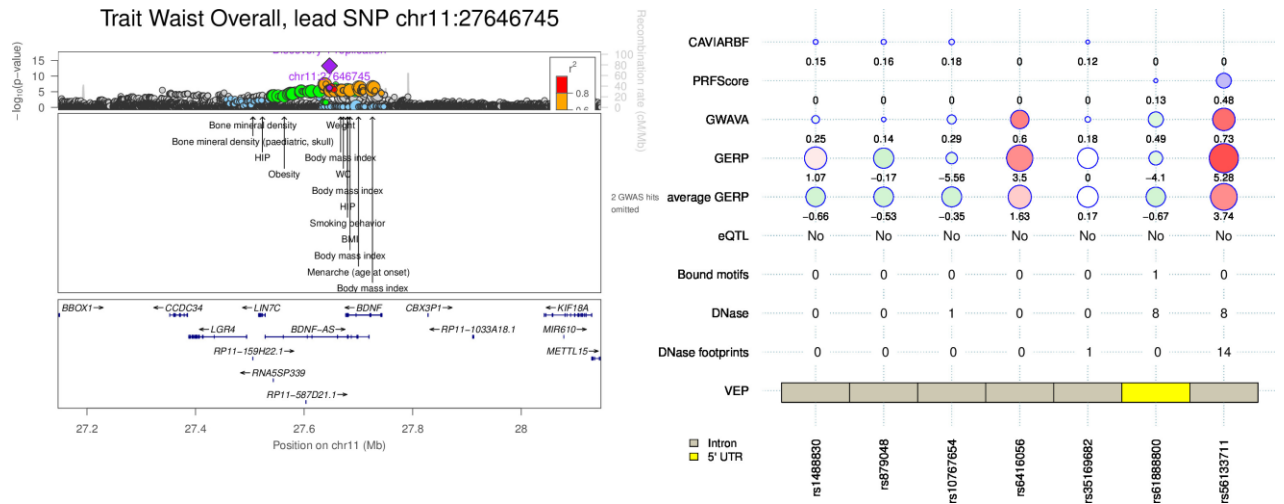 Trait Waist Overall, lead SNP chr11:27646745
chr11:27646745
−log₁₀(p−value)
15
10
5
0
Recombination rate (cM/Mb)
100
80
60
40
20
0
r²
0.8
0.6
Bone mineral density
Weight
Bone mineral density (paediatric, skull)
HIP
Body mass index
Obesity
WC
Body mass index
2 GWAS hits
omitted
HIP
Smoking behavior
BMI
Body mass index
Menarche (age at onset)
Body mass index
BBOX1→
←CCDC34
←LIN7C
←BDNF
CBX3P1→
←KIF18A
←LGR4
BDNF−AS→
RP11−1033A18.1→
MIR610→
RP11−159H22.1→
METTL15→
←RNA5SP339
RP11−587D21.1→
27.2
27.4
27.6
27.8
28
Position on chr11 (Mb)
CAVIARBF
0.15 0.16 0.18 0 0.12 0 0
PRFScore
0 0 0 0 0 0.13 0.48
GWAVA
0.25 0.14 0.29 0.6 0.18 0.49 0.73
GERP
1.07 −0.17 −5.56 3.5 0 −4.1 5.28
average GERP
−0.66 −0.53 −0.35 1.63 0.17 −0.67 3.74
eQTL No No No No No No No
Bound motifs 0 0 0 0 0 1 0
DNase 0 0 1 0 0 8 8
DNase footprints 0 0 0 0 1 0 14
VEP
Intron
5' UTR
rs1488830
rs879048
rs10767654
rs6416056
rs35169682
rs61888800
rs56133711